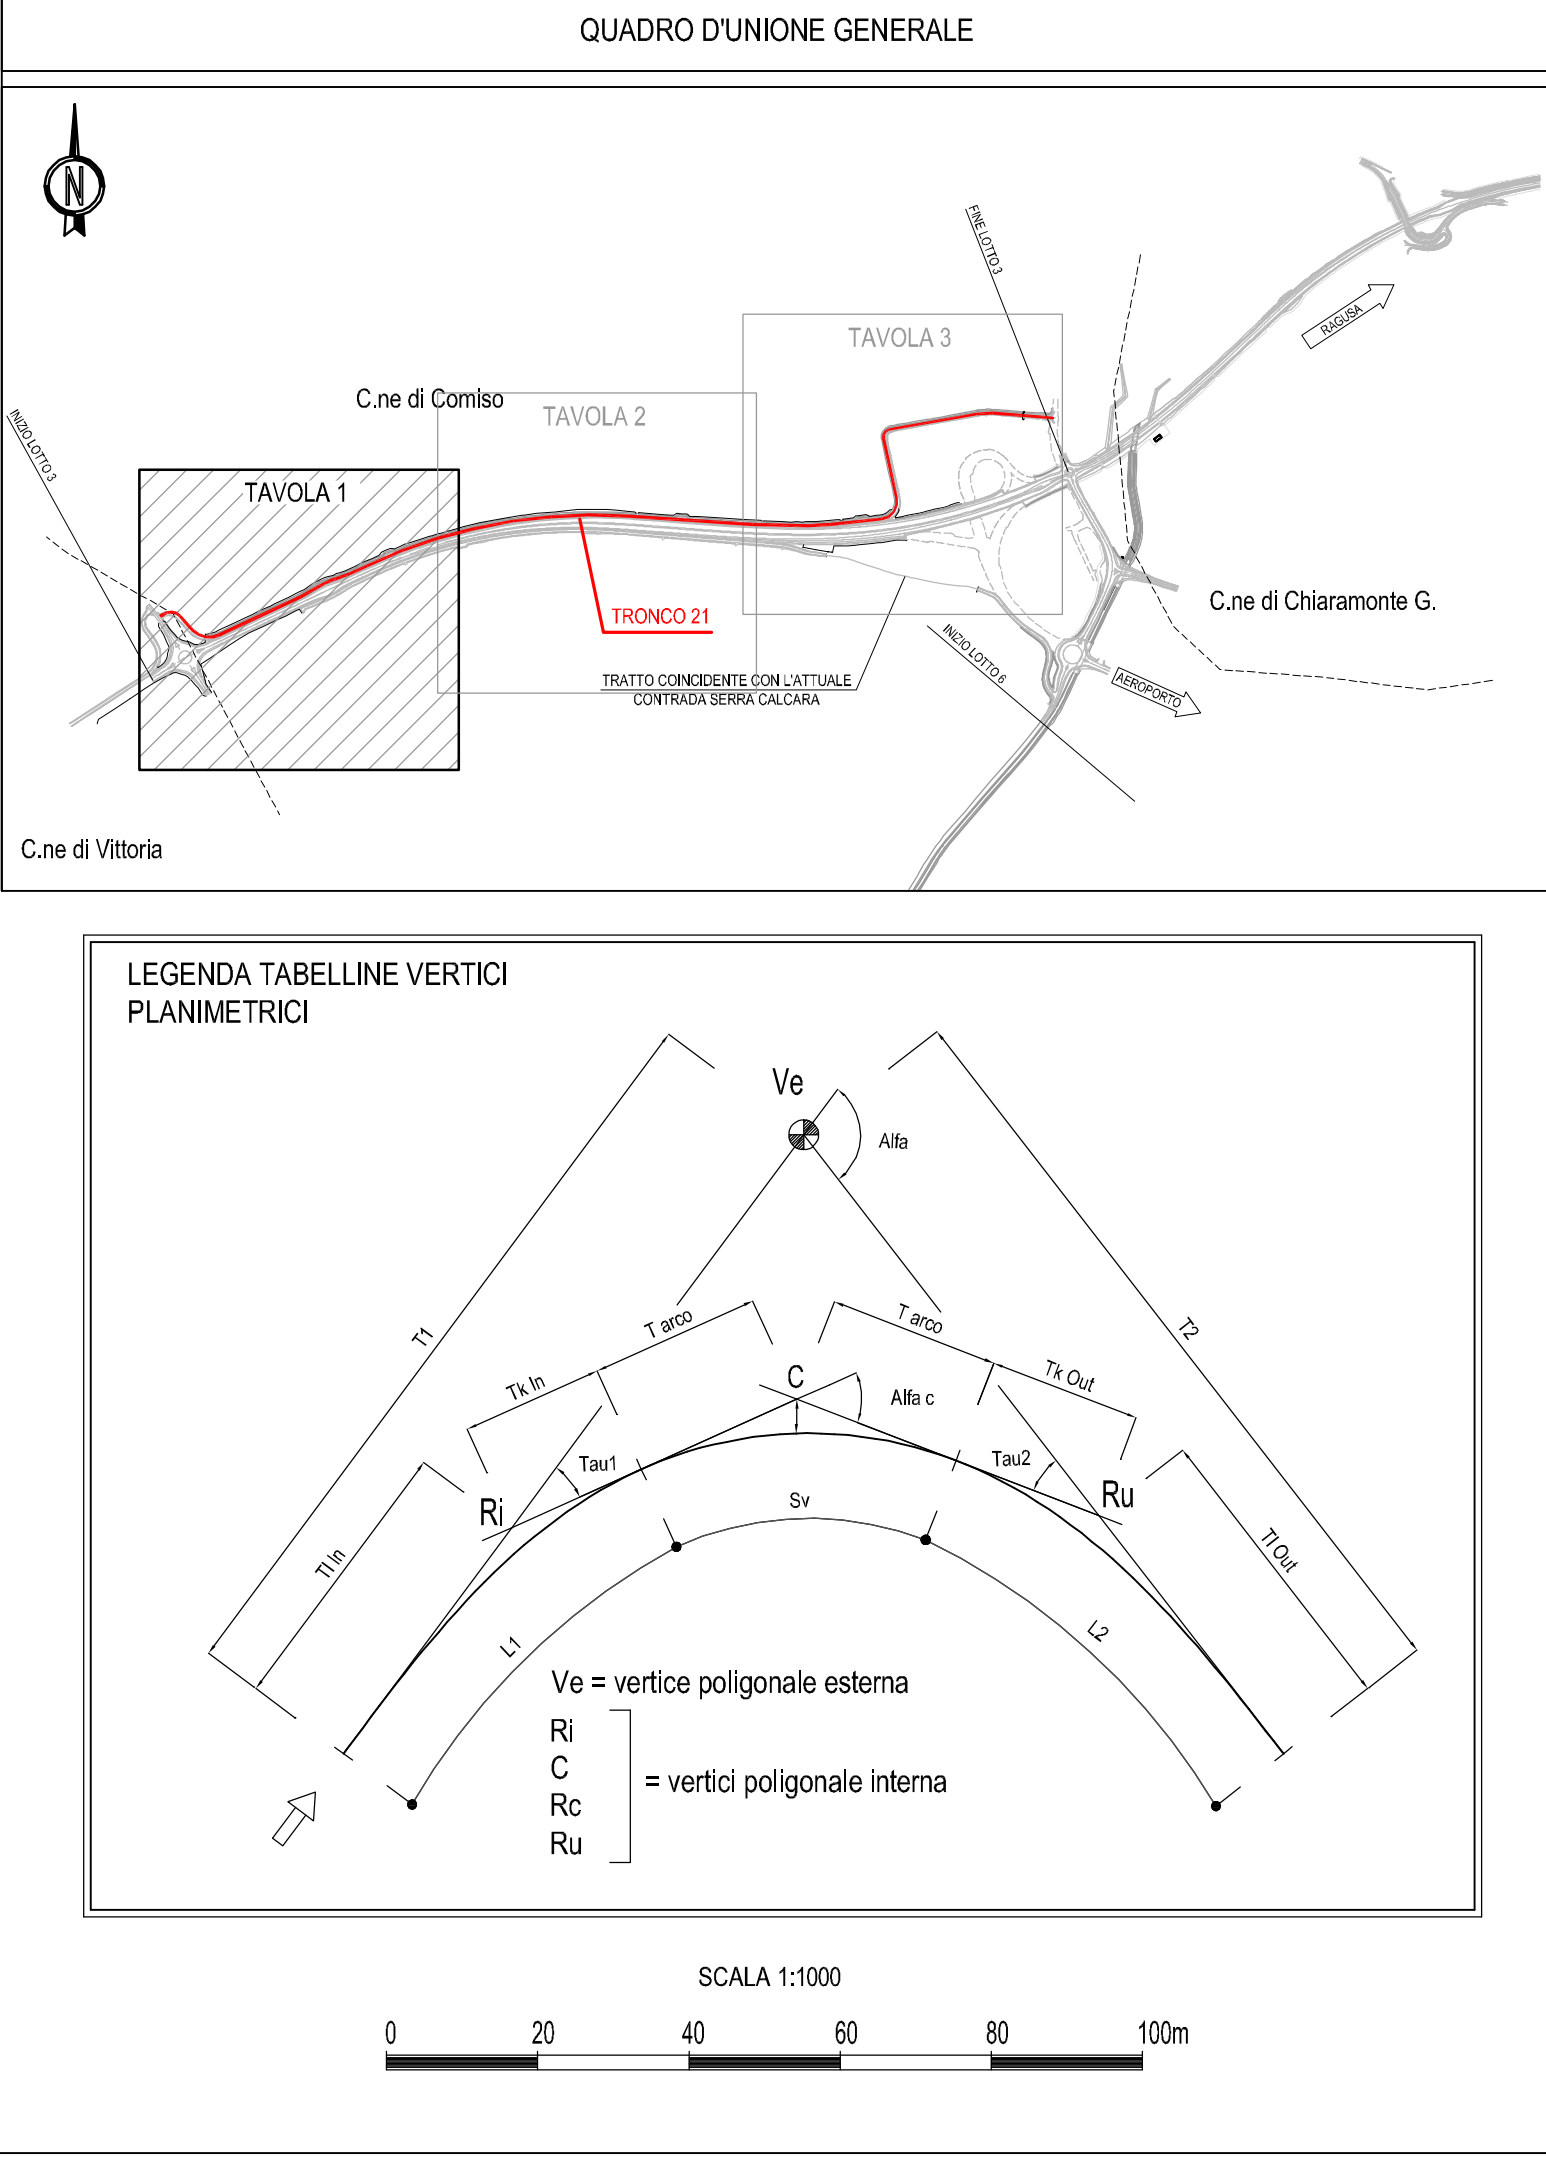 QUADRO D'UNIONE GENERALE
N
FINE LOTTO 3
RAGUSA
TAVOLA 3
C.ne di Comiso
TAVOLA 2
INIZIO LOTTO 3
TAVOLA 1
TRONCO 21
C.ne di Chiaramonte G.
INIZIO LOTTO 6
TRATTO COINCIDENTE CON L'ATTUALE
CONTRADA SERRA CALCARA
AEROPORTO
C.ne di Vittoria
LEGENDA TABELLINE VERTICI
PLANIMETRICI
Ve
Alfa
T1
T arco
T arco
T2
Tk In
C
Tk Out
Alfa c
Tau1
Tau2
Ri
Ru
Sv
Tl In
Tl Out
L1
L2
Ve = vertice poligonale esterna
Ri
C
= vertici poligonale interna
Rc
Ru
SCALA 1:1000
0 20 40 60 80 100m